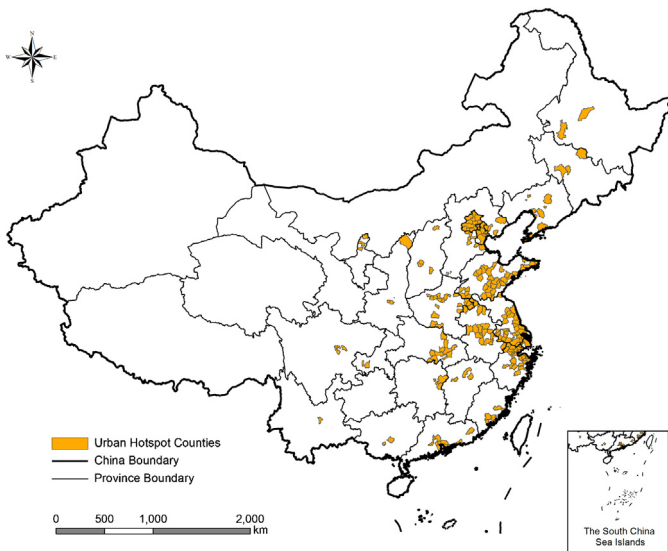 N
W E
S
Urban Hotspot Counties
China Boundary
Province Boundary
0 500 1,000 2,000
km
The South China
Sea Islands